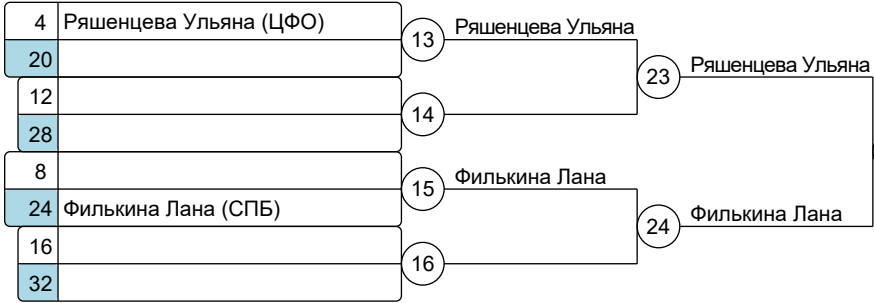 4 Ряшенцева Ульяна (ЦФО)
13 Ряшенцева Ульяна
20
23 Ряшенцева Ульяна
12
14
28
8
15 Филькина Лана
24 Филькина Лана (СПБ)
24 Филькина Лана
16
16
32